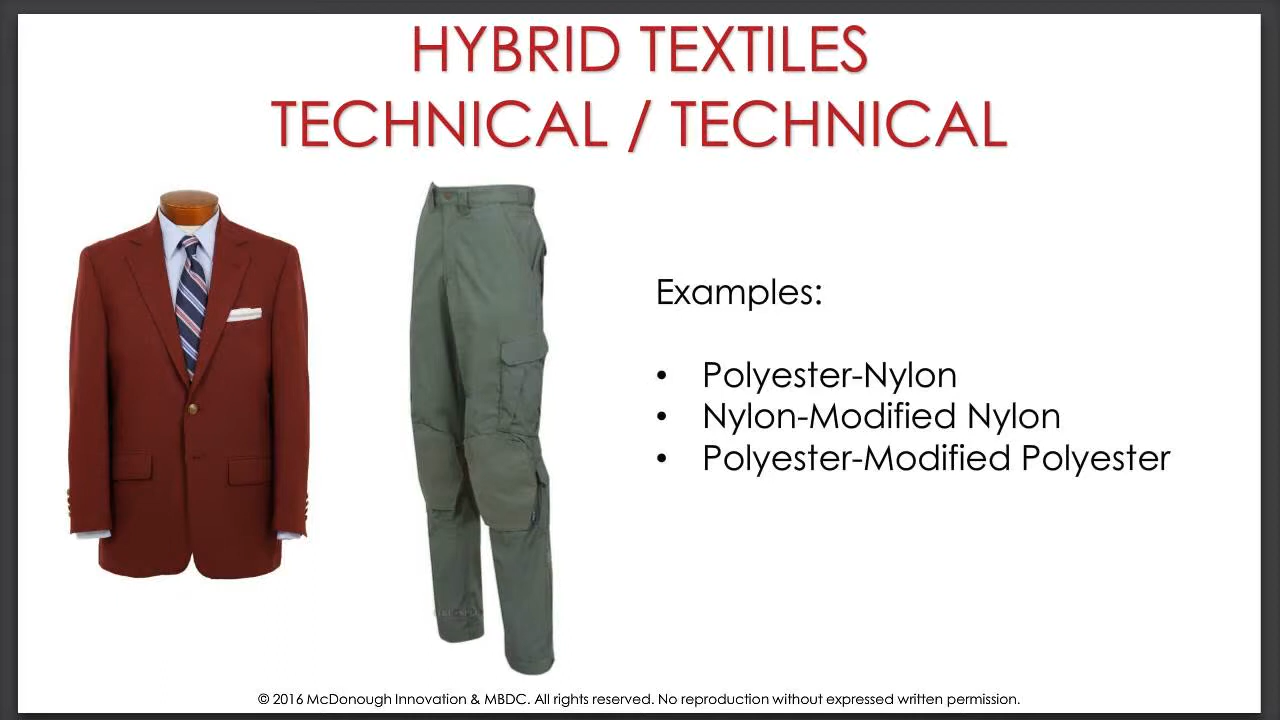 HYBRID TEXTILES
TECHNICAL / TECHNICAL
Examples:
• Polyester-Nylon
• Nylon-Modified Nylon
• Polyester-Modified Polyester
© 2016 McDonough Innovation & MBDC. All rights reserved. No reproduction without expressed written permission.